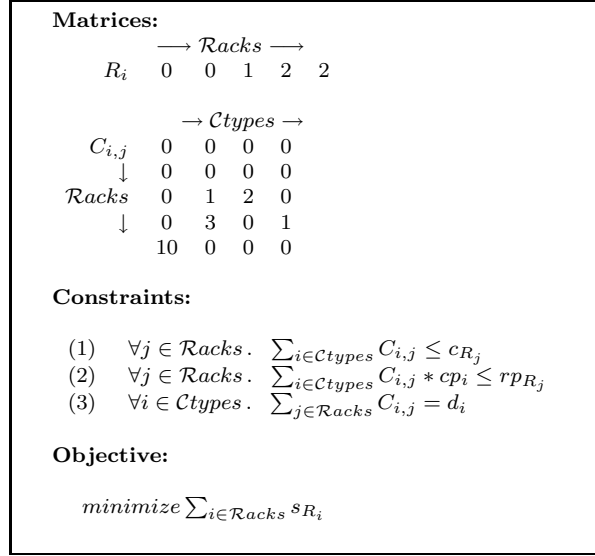 Matrices:
⟶ Racks ⟶
R_i 0 0 1 2 2
→ Ctypes →
C_{i,j} 0 0 0 0
↓ 0 0 0 0
Racks 0 1 2 0
↓ 0 3 0 1
10 0 0 0
Constraints:
(1) ∀j ∈ Racks . ∑_{i∈Ctypes} C_{i,j} ≤ c_{R_j}
(2) ∀j ∈ Racks . ∑_{i∈Ctypes} C_{i,j} * cp_i ≤ rp_{R_j}
(3) ∀i ∈ Ctypes . ∑_{j∈Racks} C_{i,j} = d_i
Objective:
minimize ∑_{i∈Racks} s_{R_i}